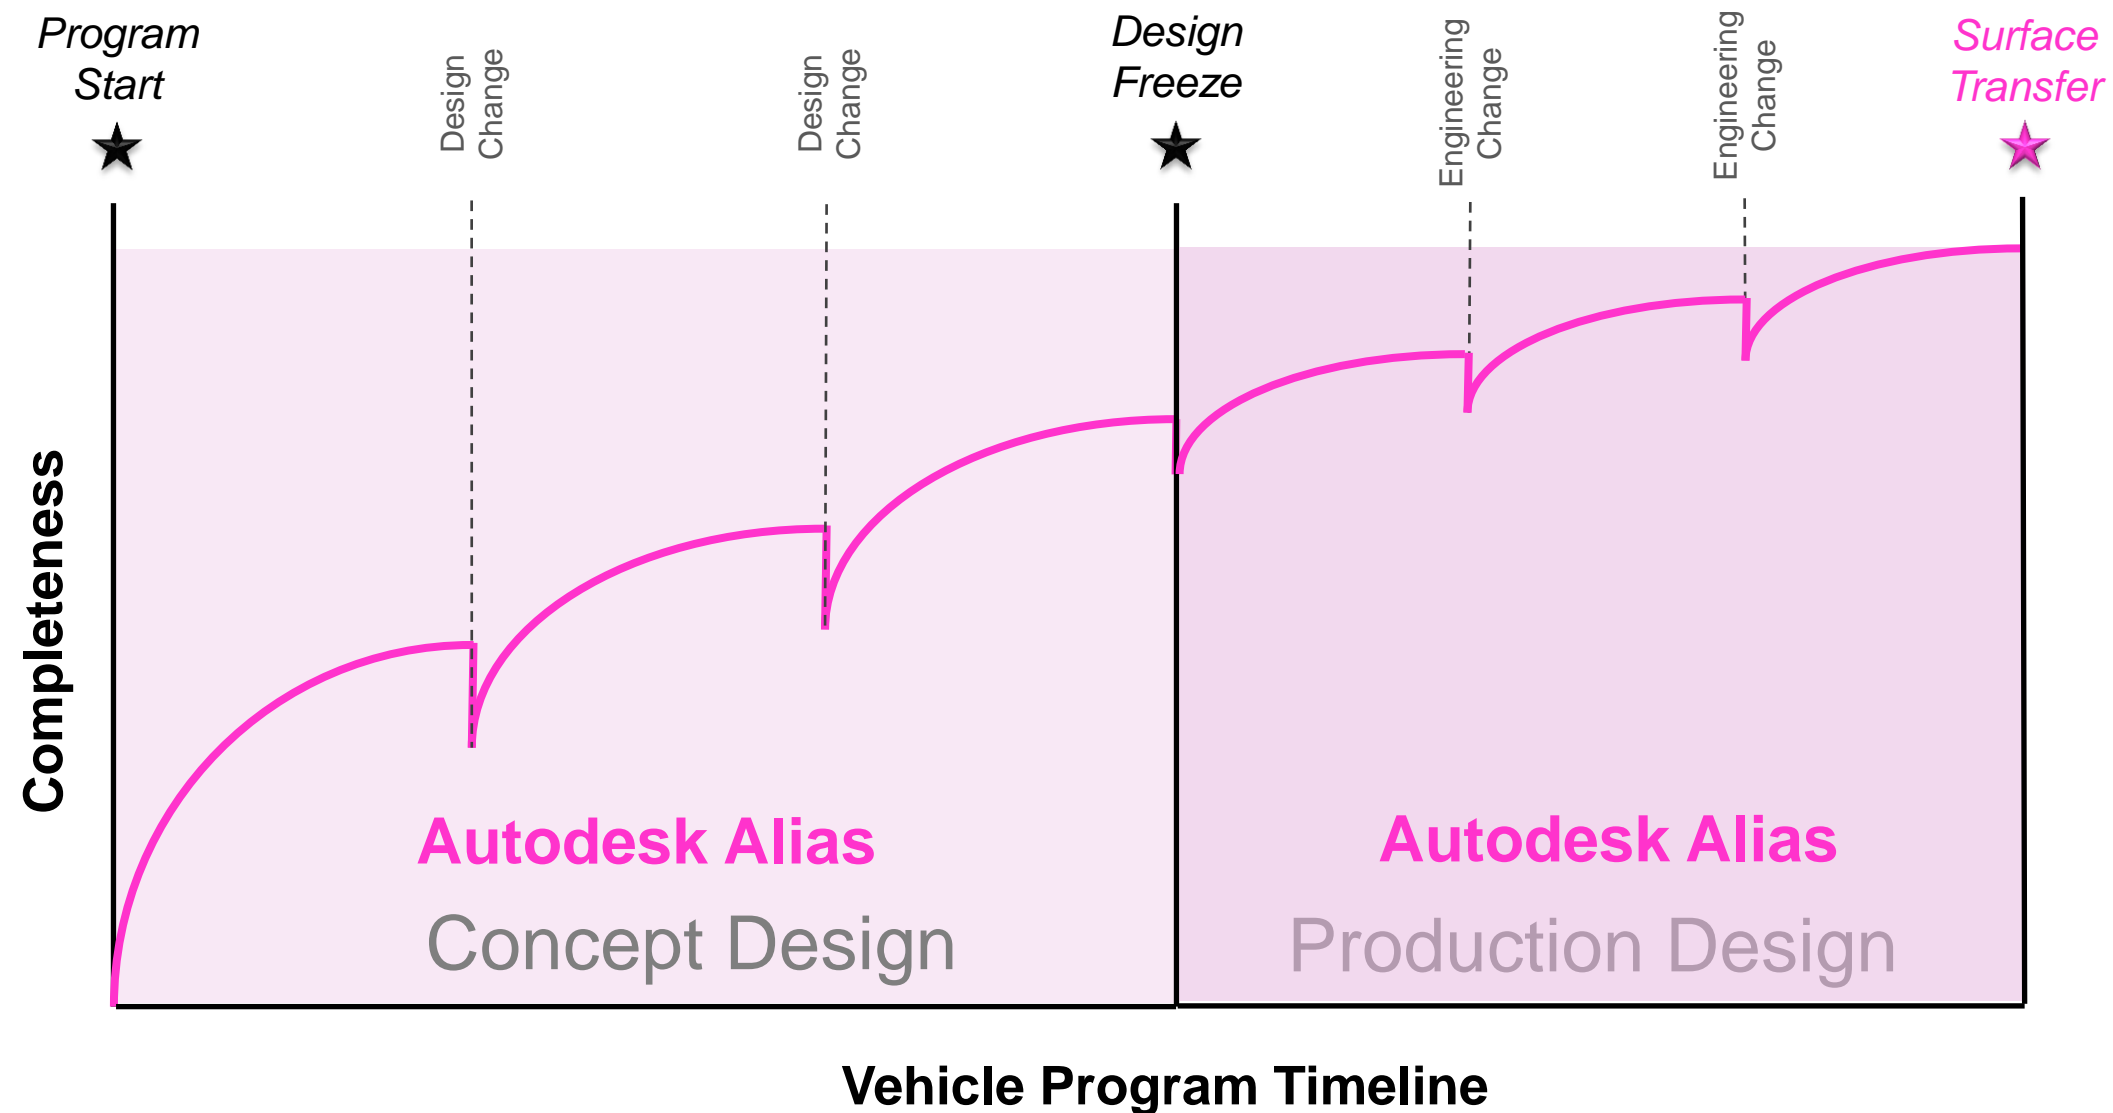 Program
Start
Design
Change
Design
Change
Design
Freeze
Engineering
Change
Engineering
Change
Surface
Transfer
Completeness
Autodesk Alias
Concept Design
Autodesk Alias
Production Design
Vehicle Program Timeline